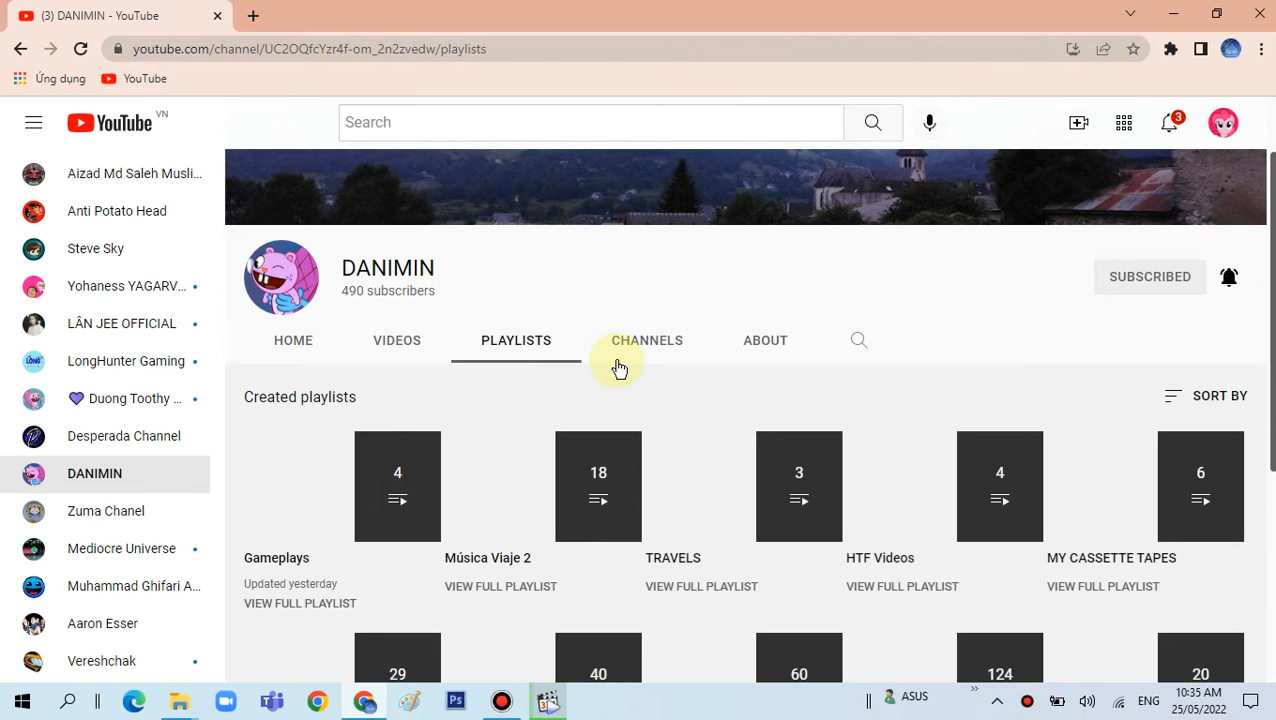 (3) DANIMIN - YouTube
youtube.com/channel/UC2OQfcYzr4f-om_2n2zvedw/playlists
Ứng dụng
YouTube
YouTube VN
Search
3
Aizad Md Saleh Musli...
Anti Potato Head
Steve Sky
Yohaness YAGARV...
LÂN JEE OFFICIAL
LongHunter Gaming
💜 Duong Toothy ...
Desperada Channel
DANIMIN
Zuma Chanel
Mediocre Universe
Muhammad Ghifari A...
Aaron Esser
Vereshchak
DANIMIN
490 subscribers
SUBSCRIBED
HOME VIDEOS PLAYLISTS CHANNELS ABOUT
Created playlists
SORT BY
4 18 3 4 6
Gameplays
Updated yesterday
VIEW FULL PLAYLIST
Música Viaje 2
VIEW FULL PLAYLIST
TRAVELS
VIEW FULL PLAYLIST
HTF Videos
VIEW FULL PLAYLIST
MY CASSETTE TAPES
VIEW FULL PLAYLIST
29 40 60 124 20
Ps
ASUS
ENG
10:35 AM
25/05/2022